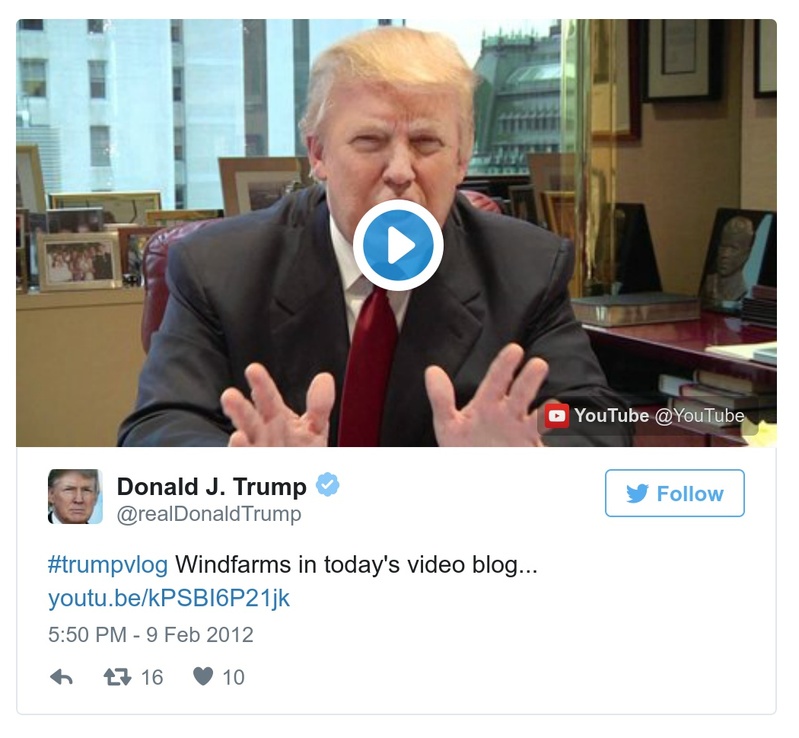 YouTube @YouTube
Donald J. Trump
Follow
@realDonaldTrump
#trumpvlog Windfarms in today's video blog...
youtu.be/kPSBI6P21jk
5:50 PM - 9 Feb 2012
16 10